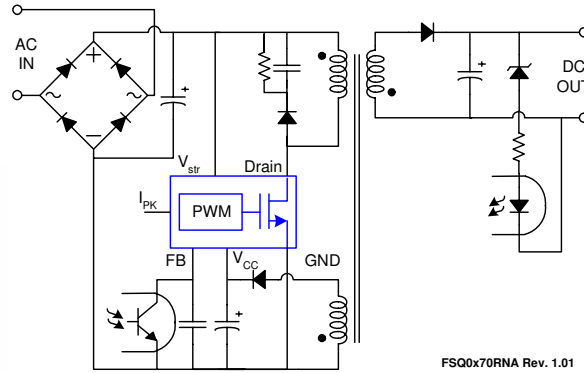 AC
IN
+
−
~
~
+
+
DC
OUT
Vstr
Drain
IPK
PWM
FB
VCC
GND
+
FSQ0x70RNA Rev. 1.01